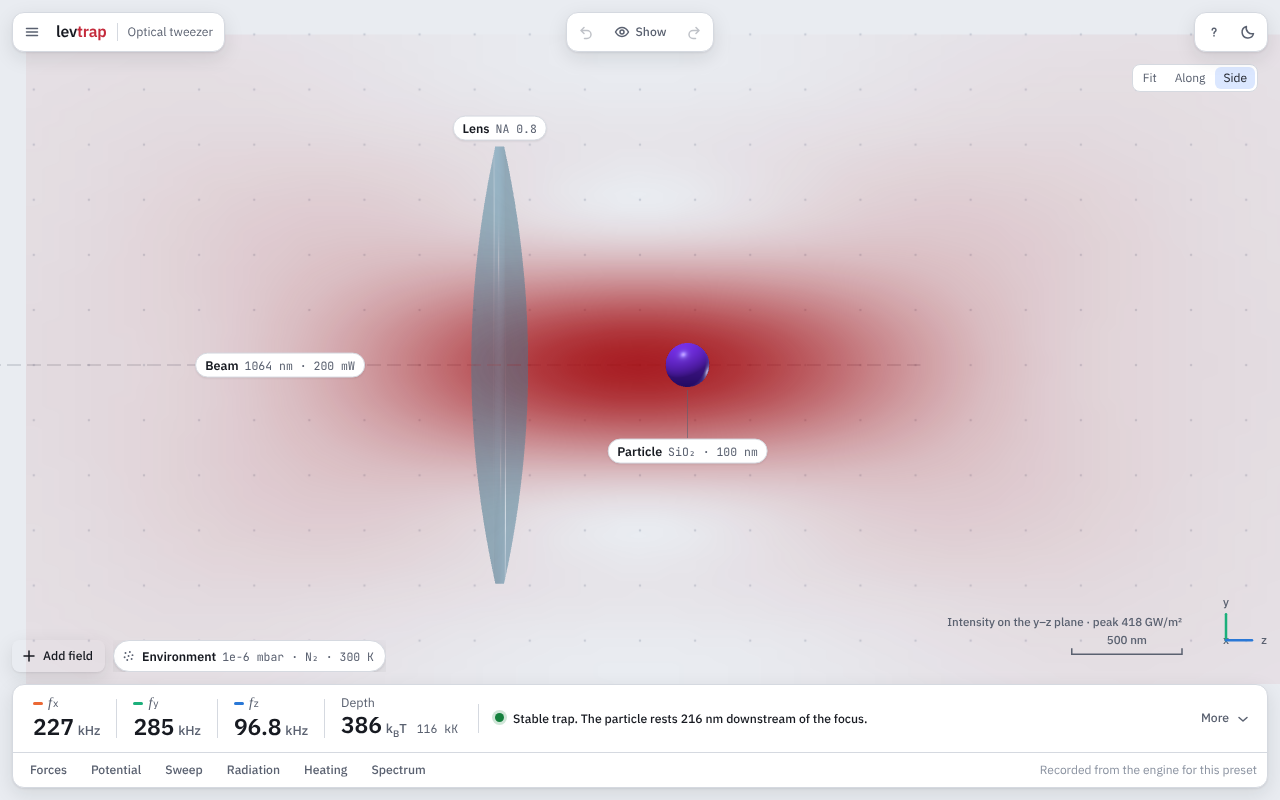 levtrap Optical tweezer
Show
?
Fit Along Side
Lens NA 0.8
Beam 1064 nm · 200 mW
Particle SiO₂ · 100 nm
Intensity on the y–z plane · peak 418 GW/m²
500 nm
y
x z
Add field
Environment 1e-6 mbar · N₂ · 300 K
fx 227 kHz
fy 285 kHz
fz 96.8 kHz
Depth 386 kBT 116 kK
Stable trap. The particle rests 216 nm downstream of the focus.
More
Forces Potential Sweep Radiation Heating Spectrum
Recorded from the engine for this preset